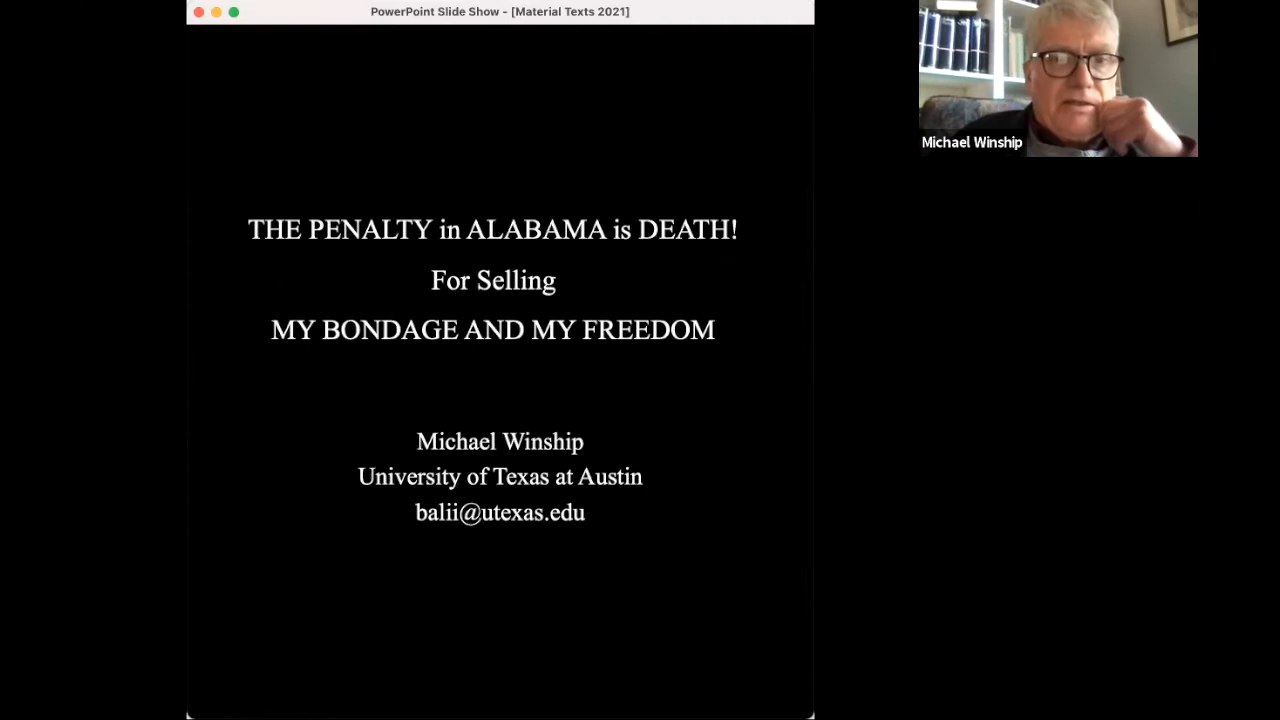 PowerPoint Slide Show - [Material Texts 2021]
THE PENALTY in ALABAMA is DEATH!
For Selling
MY BONDAGE AND MY FREEDOM
Michael Winship
University of Texas at Austin
balii@utexas.edu
Michael Winship